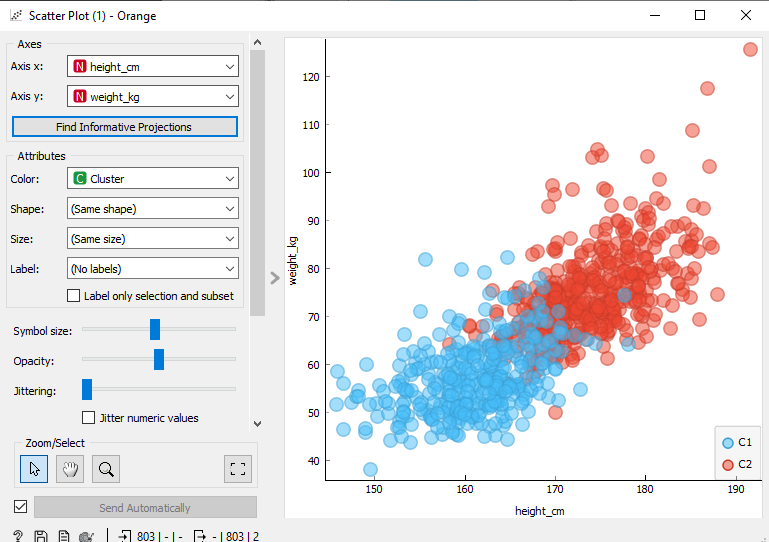 Scatter Plot (1) - Orange
Axes
Axis x: N height_cm
Axis y: N weight_kg
Find Informative Projections
Attributes
Color: C Cluster
Shape: (Same shape)
Size: (Same size)
Label: (No labels)
Label only selection and subset
Symbol size:
Opacity:
Jittering:
Jitter numeric values
Zoom/Select
Send Automatically
? 803 | - | - - | 803 | 2
weight_kg
120
110
100
90
80
70
60
50
40
150 160 170 180 190
height_cm
C1
C2